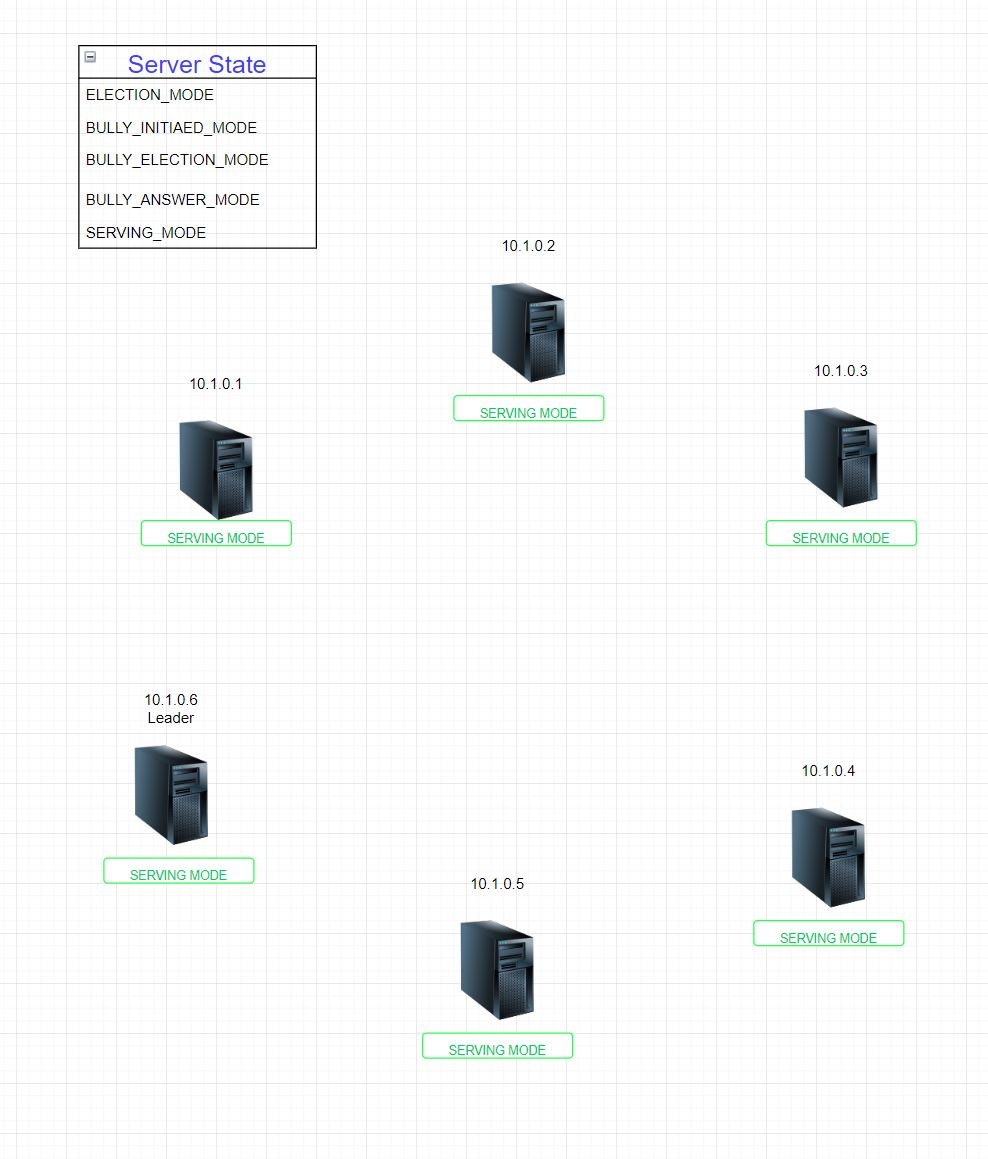 Server State
ELECTION_MODE
BULLY_INITIAED_MODE
BULLY_ELECTION_MODE
BULLY_ANSWER_MODE
SERVING_MODE
10.1.0.2
SERVING MODE
10.1.0.1
SERVING MODE
10.1.0.3
SERVING MODE
10.1.0.6
Leader
SERVING MODE
10.1.0.4
SERVING MODE
10.1.0.5
SERVING MODE